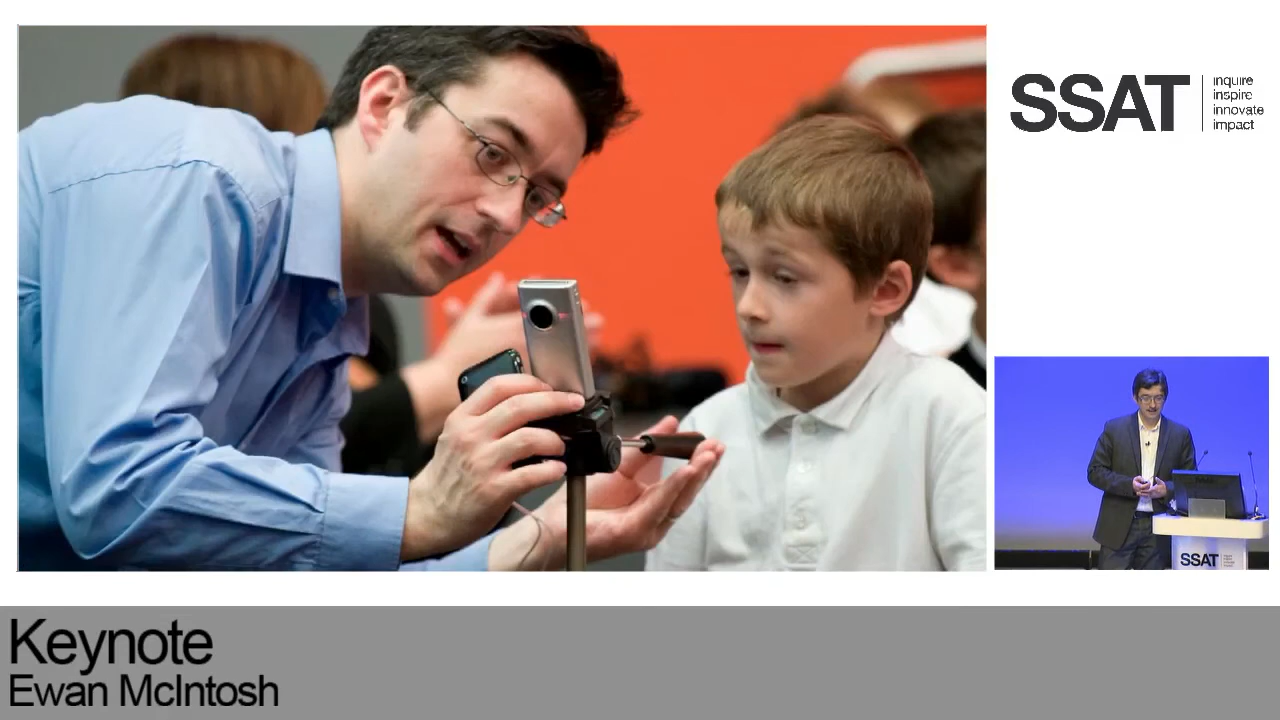 SSAT
inquire
inspire
innovate
impact
SSAT
Keynote
Ewan McIntosh